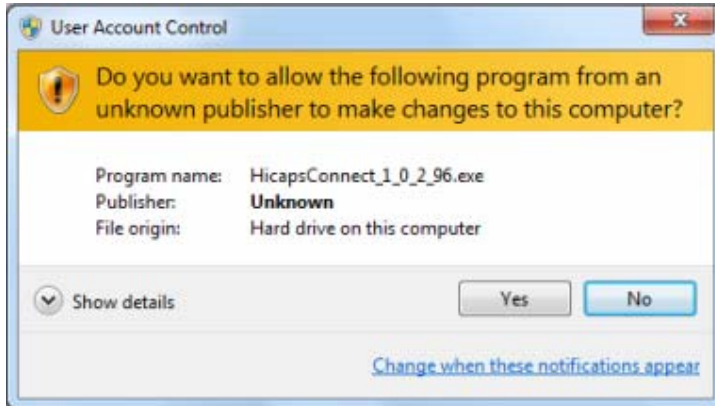 User Account Control
Do you want to allow the following program from an
unknown publisher to make changes to this computer?
Program name: HicapsConnect_1_0_2_96.exe
Publisher: Unknown
File origin: Hard drive on this computer
Show details
Yes
No
Change when these notifications appear